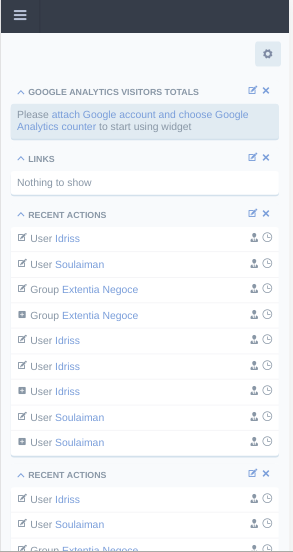 GOOGLE ANALYTICS VISITORS TOTALS
Please attach Google account and choose Google
Analytics counter to start using widget
LINKS
Nothing to show
RECENT ACTIONS
User Idriss
User Soulaiman
Group Extentia Negoce
Group Extentia Negoce
User Idriss
User Idriss
User Idriss
User Soulaiman
User Soulaiman
RECENT ACTIONS
User Idriss
User Soulaiman
Group Extentia Negoce